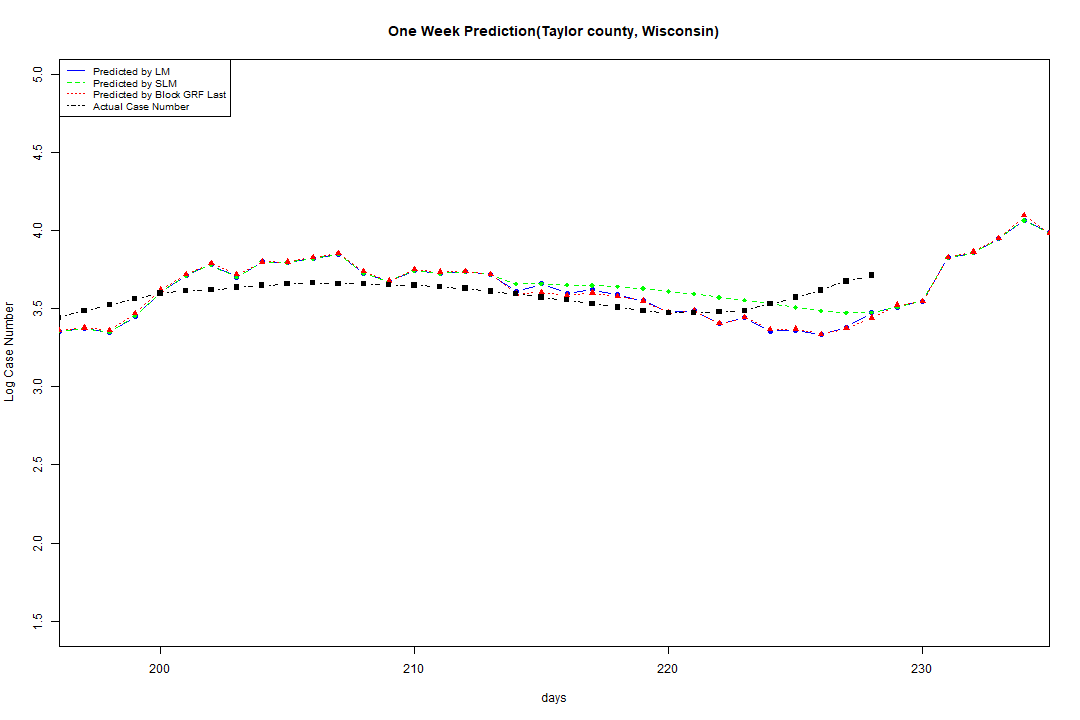 One Week Prediction(Taylor county, Wisconsin)
Predicted by LM
Predicted by SLM
Predicted by Block GRF Last
Actual Case Number
5.0
4.5
4.0
3.5
3.0
2.5
2.0
1.5
Log Case Number
200 210 220 230
days